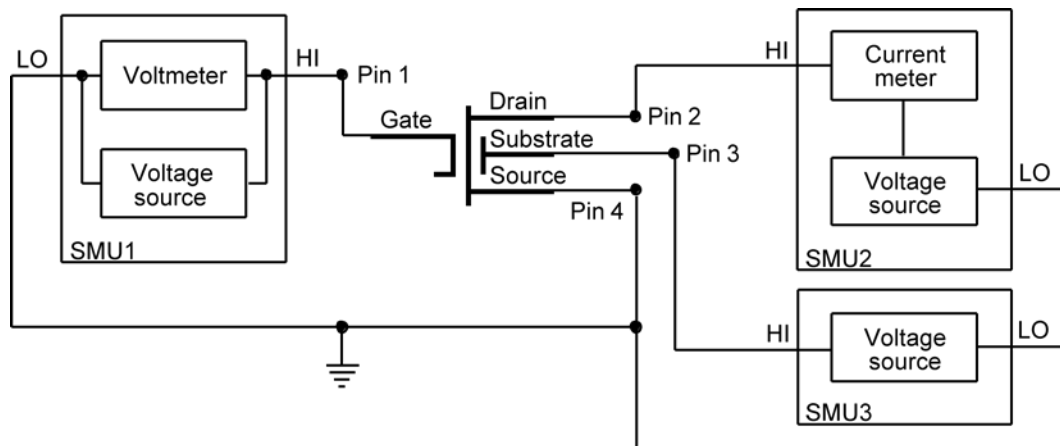 LO
Voltmeter
HI
Pin 1
Voltage
source
SMU1
Gate
Drain
Pin 2
Substrate
Pin 3
Source
Pin 4
HI
Current
meter
Voltage
source
LO
SMU2
HI
Voltage
source
LO
SMU3